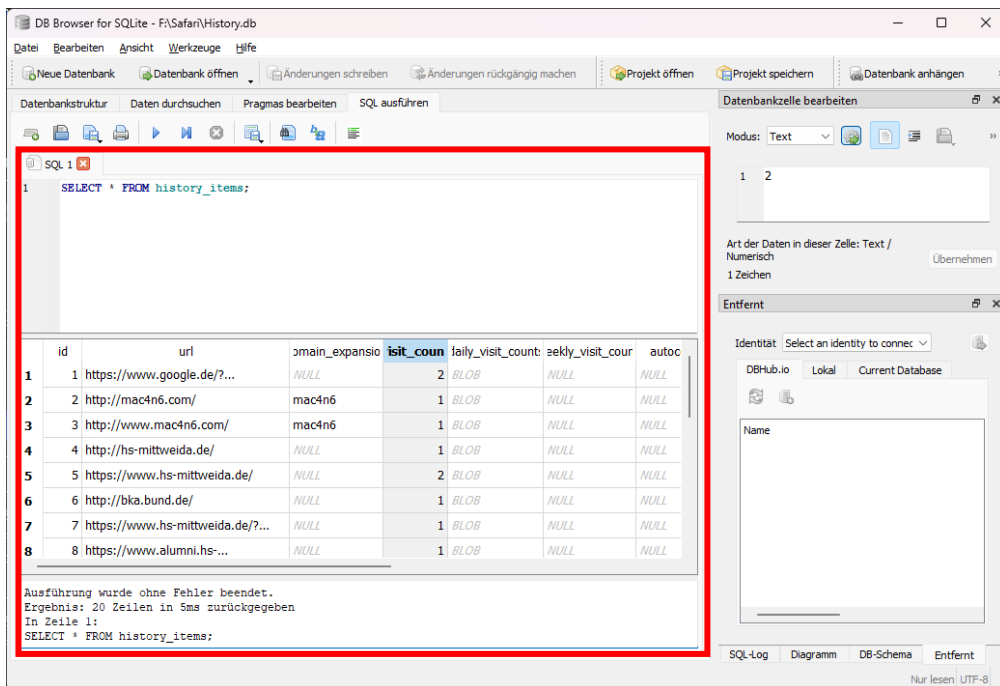 DB Browser for SQLite - F:\Safari\History.db
Datei Bearbeiten Ansicht Werkzeuge Hilfe
Neue Datenbank Datenbank öffnen Änderungen schreiben Änderungen rückgängig machen Projekt öffnen Projekt speichern Datenbank anhängen
Datenbankstruktur Daten durchsuchen Pragmas bearbeiten SQL ausführen
SQL 1
1 SELECT * FROM history_items;
id url omain_expansio isit_coun daily_visit_counts eekly_visit_cour autoc
1 1 https://www.google.de/?... NULL 2 BLOB NULL NULL
2 2 http://mac4n6.com/ mac4n6 1 BLOB NULL NULL
3 3 http://www.mac4n6.com/ mac4n6 1 BLOB NULL NULL
4 4 http://hs-mittweida.de/ NULL 1 BLOB NULL NULL
5 5 https://www.hs-mittweida.de/ NULL 2 BLOB NULL NULL
6 6 http://bka.bund.de/ NULL 1 BLOB NULL NULL
7 7 https://www.hs-mittweida.de/?... NULL 1 BLOB NULL NULL
8 8 https://www.alumni.hs-... NULL 1 BLOB NULL NULL
Ausführung wurde ohne Fehler beendet.
Ergebnis: 20 Zeilen in 5ms zurückgegeben
In Zeile 1:
SELECT * FROM history_items;
Datenbankzelle bearbeiten
Modus: Text
1 2
Art der Daten in dieser Zelle: Text /
Numerisch
1 Zeichen
Übernehmen
Entfernt
Identität Select an identity to connec
DBHub.io Lokal Current Database
Name
SQL-Log Diagramm DB-Schema Entfernt
Nur lesen UTF-8